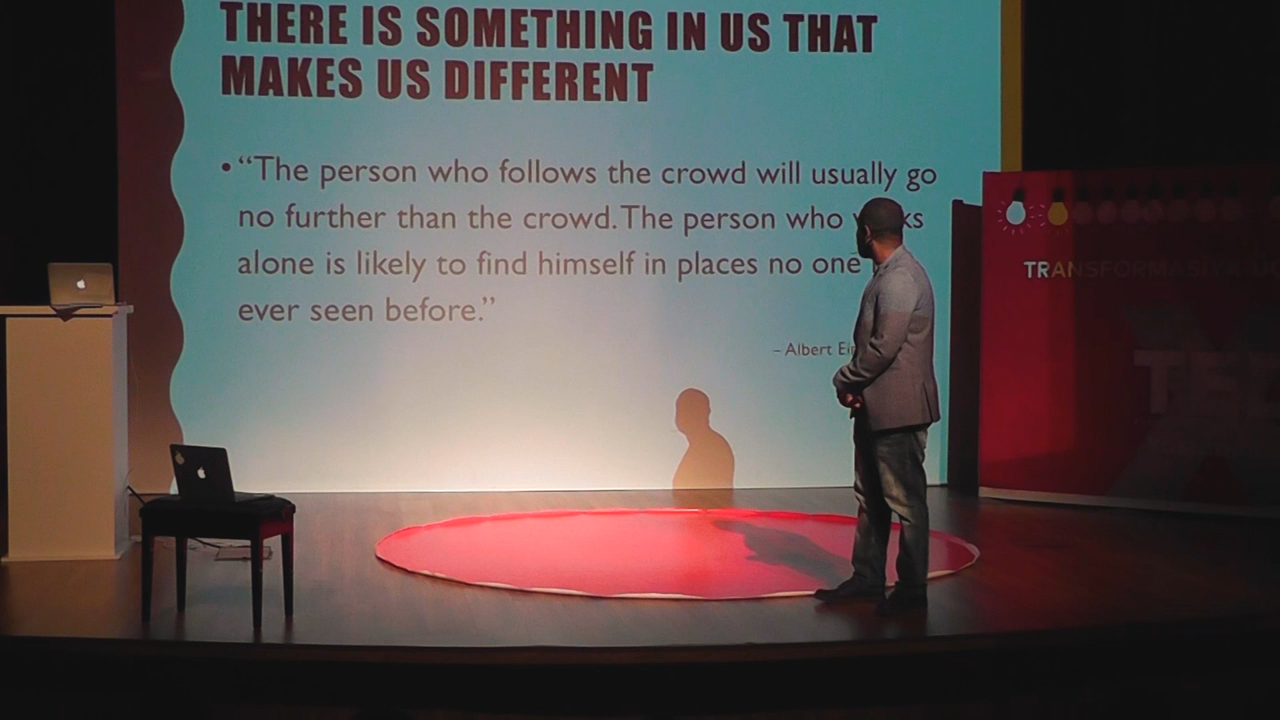 THERE IS SOMETHING IN US THAT
MAKES US DIFFERENT
• “The person who follows the crowd will usually go
no further than the crowd. The person who
alone is likely to find himself in places no one
ever seen before.”
– Albert
TED